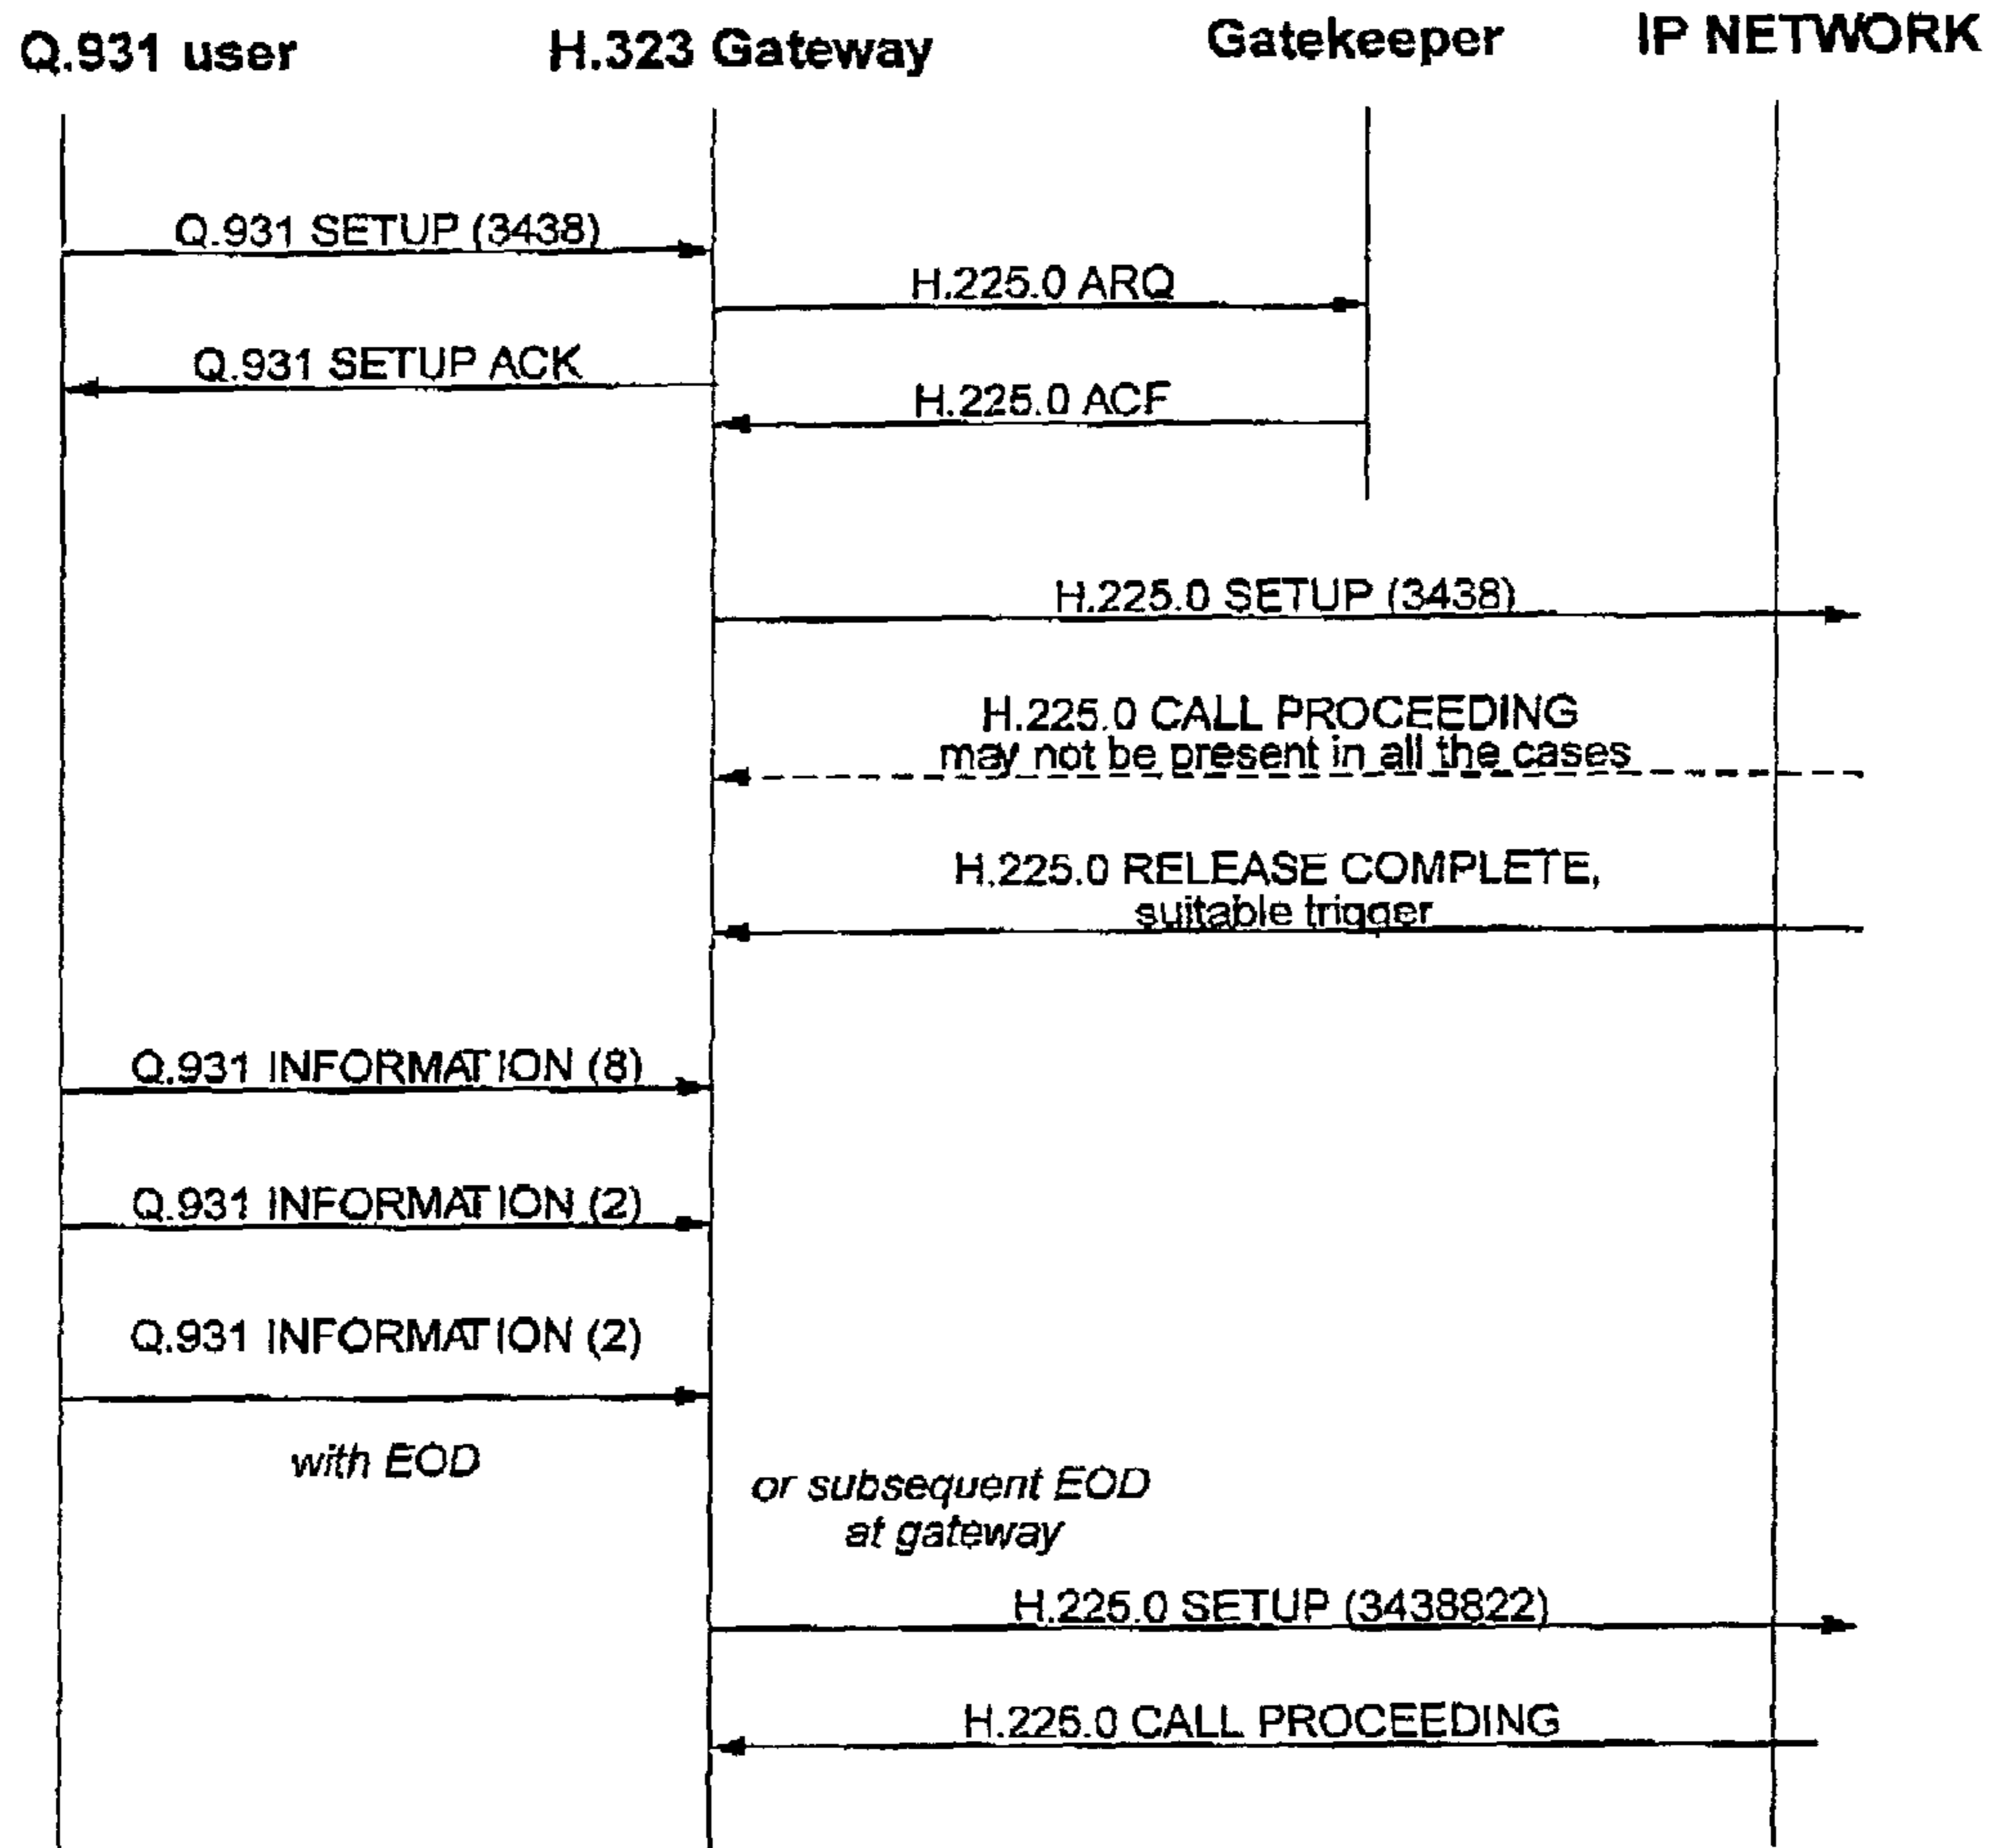 Q.931 user
H.323 Gateway
Gatekeeper
IP NETWORK
Q.931 SETUP (3438)
H.225.0 ARQ
Q.931 SETUP ACK
H.225.0 ACF
H.225.0 SETUP (3438)
H.225.0 CALL PROCEEDING
may not be present in all the cases
H.225.0 RELEASE COMPLETE,
suitable trigger
Q.931 INFORMATION (8)
Q.931 INFORMATION (2)
Q.931 INFORMATION (2)
with EOD
or subsequent EOD
at gateway
H.225.0 SETUP (3438822)
H.225.0 CALL PROCEEDING